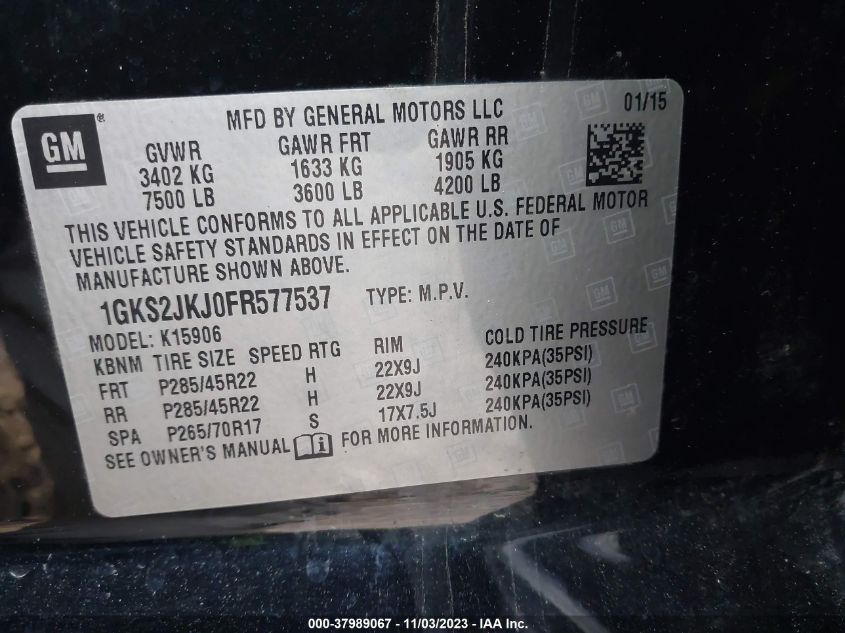 GM®
MFD BY GENERAL MOTORS LLC 01/15
GVWR GAWR FRT GAWR RR
3402 KG 1633 KG 1905 KG
7500 LB 3600 LB 4200 LB
THIS VEHICLE CONFORMS TO ALL APPLICABLE U.S. FEDERAL MOTOR
VEHICLE SAFETY STANDARDS IN EFFECT ON THE DATE OF
MANUFACTURE SHOWN ABOVE.
1GKS2JKJ0FR577537 TYPE: M.P.V.
MODEL: K15906
KBNM TIRE SIZE SPEED RTG RIM COLD TIRE PRESSURE
FRT P285/45R22 H 22X9J 240KPA(35PSI)
RR P285/45R22 H 22X9J 240KPA(35PSI)
SPA P265/70R17 S 17X7.5J 240KPA(35PSI)
SEE OWNER'S MANUAL FOR MORE INFORMATION.
000-37989067 - 11/03/2023 - IAA Inc.